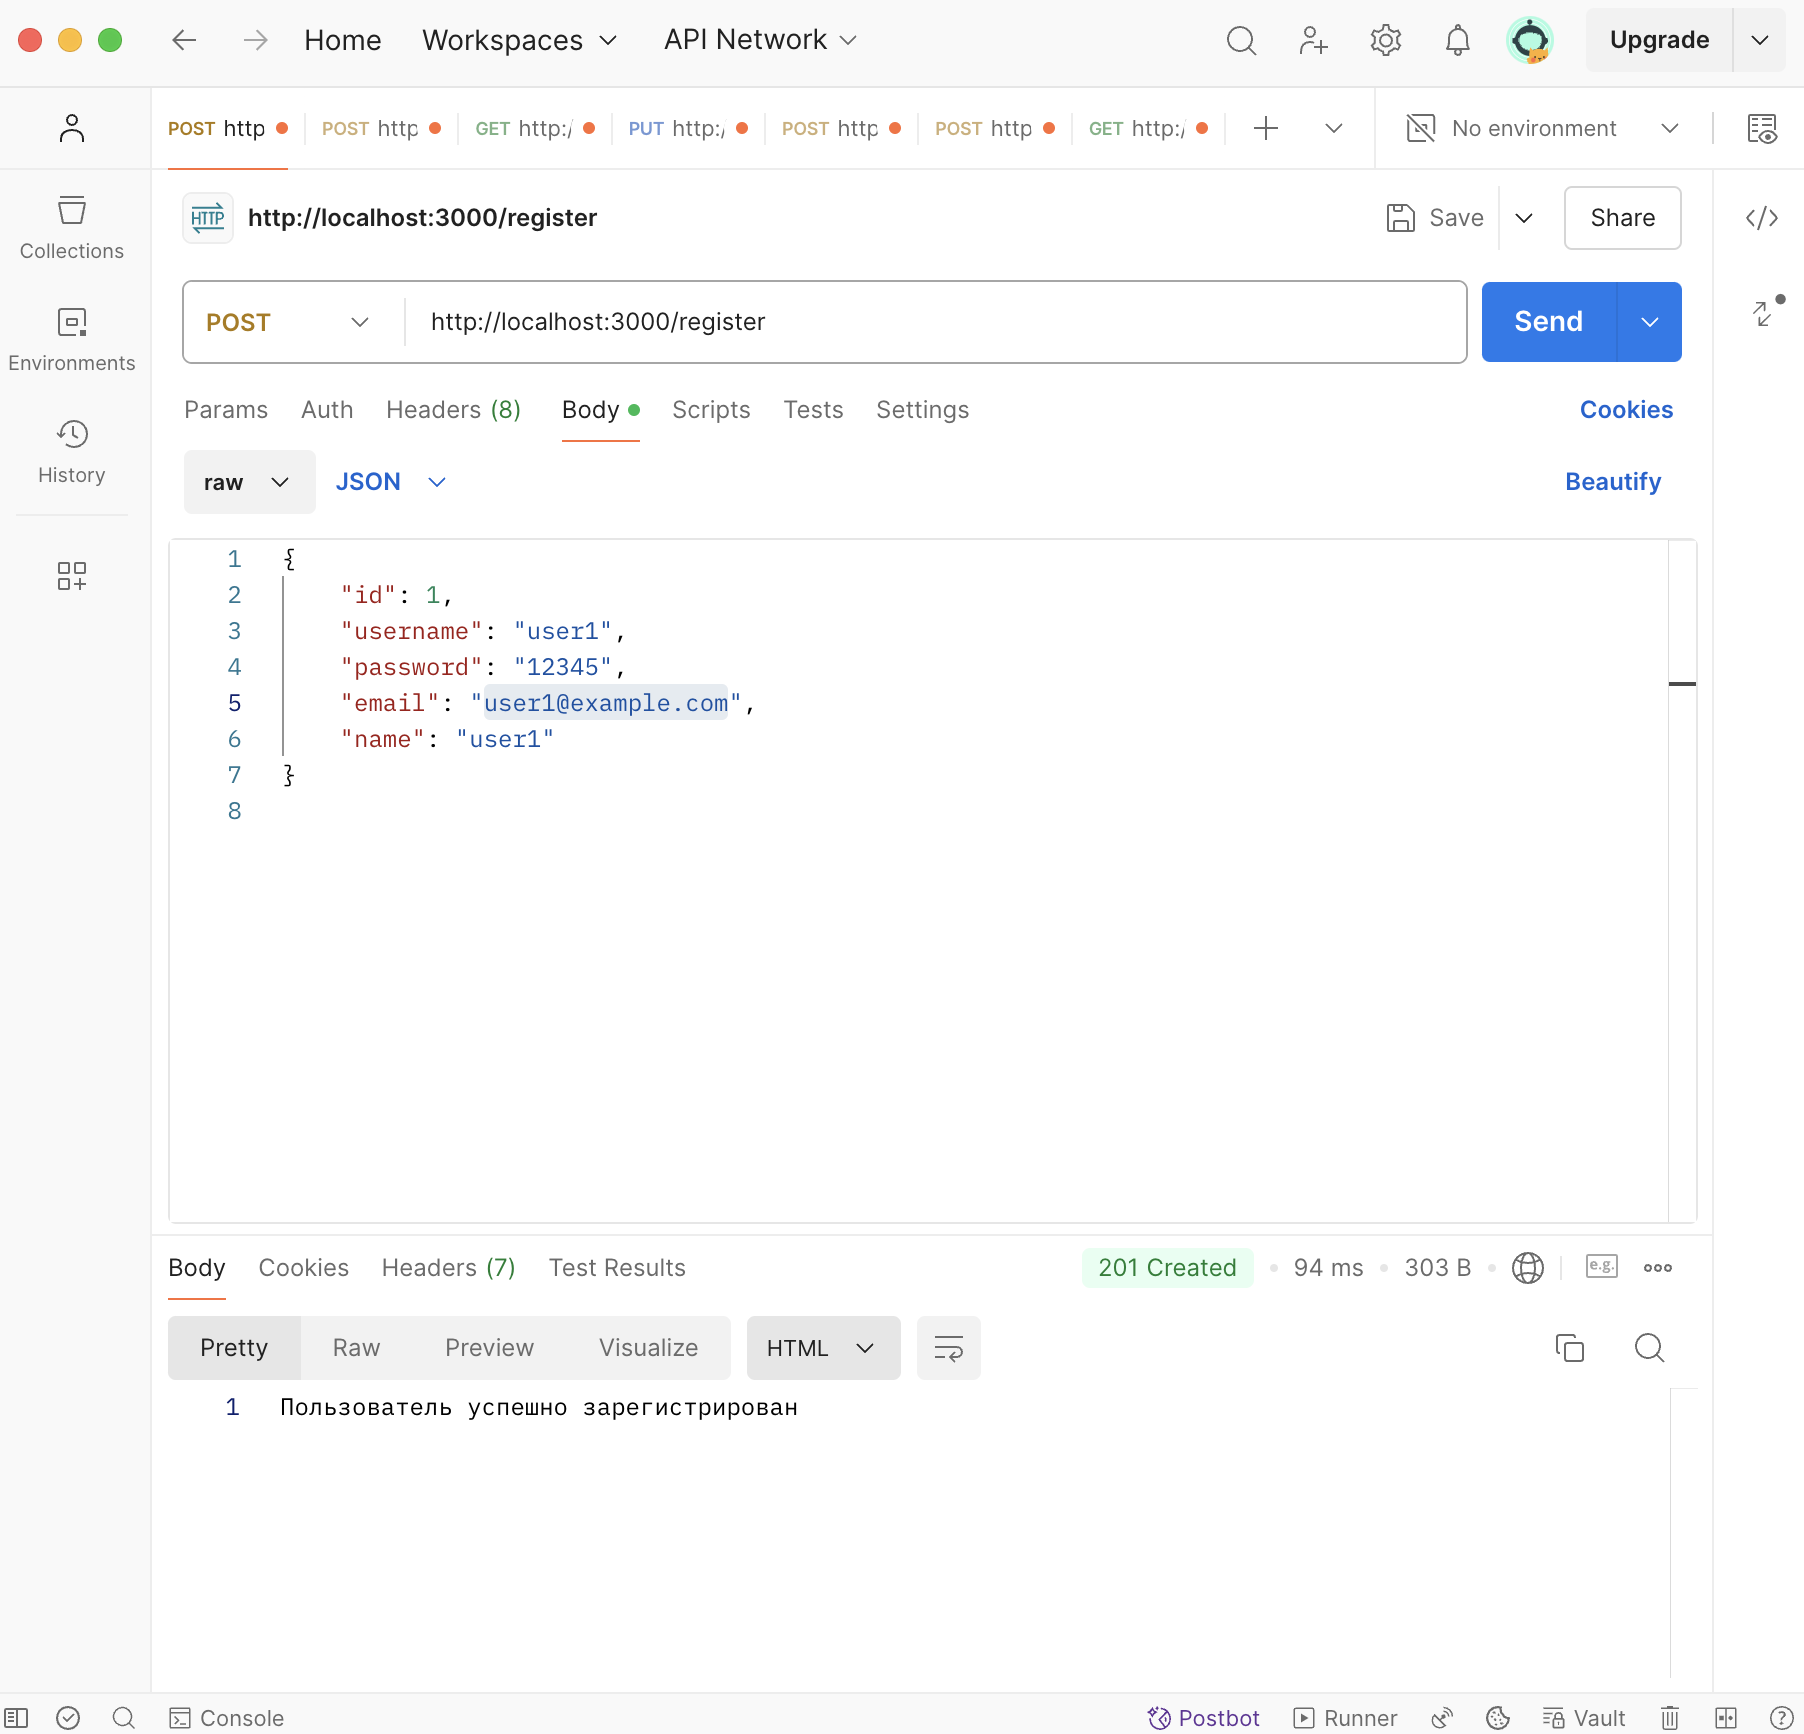 Home Workspaces API Network Upgrade
POST http POST http GET http:/ PUT http:/ POST http POST http GET http:/ No environment
HTTP http://localhost:3000/register Save Share
Collections
POST http://localhost:3000/register Send
Environments
Params Auth Headers (8) Body Scripts Tests Settings Cookies
History
raw JSON Beautify
1 {
2 "id": 1,
3 "username": "user1",
4 "password": "12345",
5 "email": "user1@example.com",
6 "name": "user1"
7 }
8
Body Cookies Headers (7) Test Results 201 Created 94 ms 303 B e.g.
Pretty Raw Preview Visualize HTML
1 Пользователь успешно зарегистрирован
Console Postbot Runner Vault